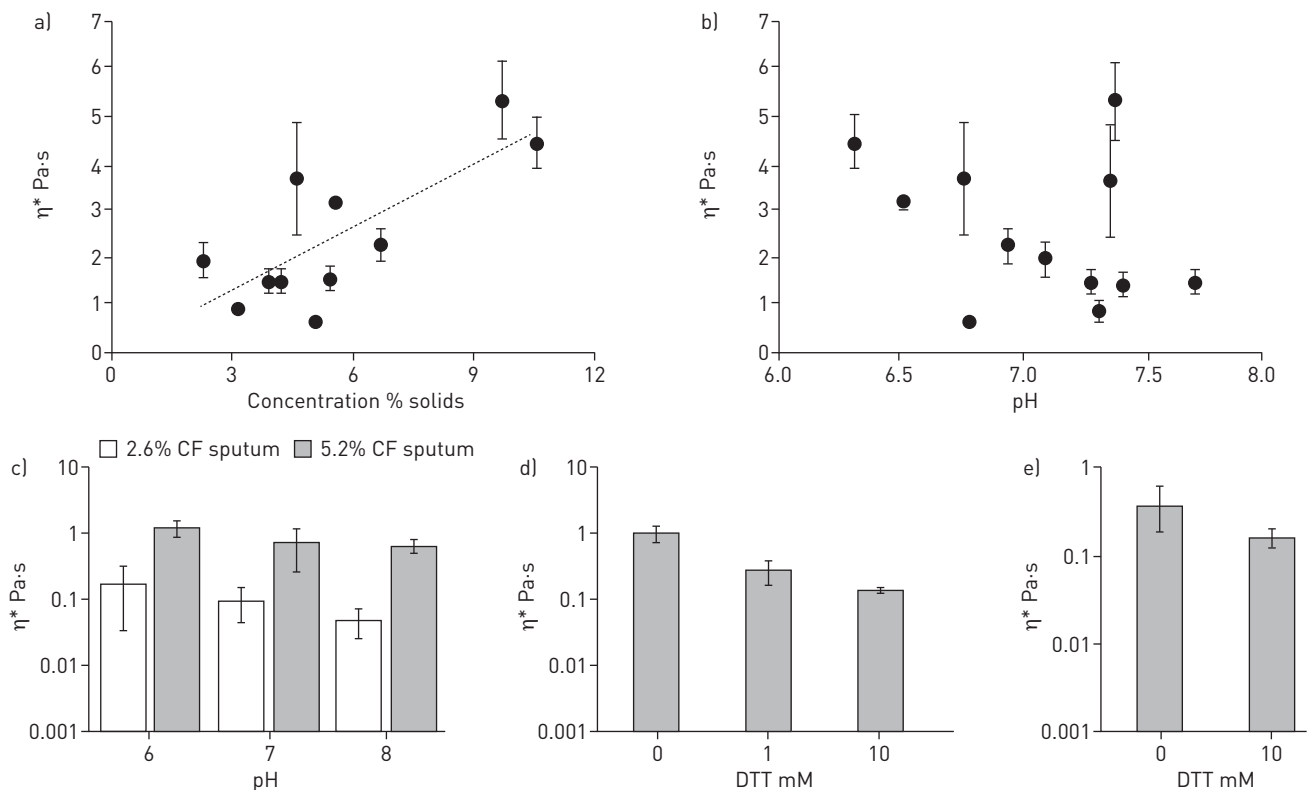 a)
7
6
5
4
3
2
1
0
η* Pa·s
0 3 6 9 12
Concentration % solids
b)
7
6
5
4
3
2
1
0
η* Pa·s
6.0 6.5 7.0 7.5 8.0
pH
2.6% CF sputum 5.2% CF sputum
c)
10
1
0.1
0.01
0.001
η* Pa·s
6 7 8
pH
d)
10
1
0.1
0.01
0.001
η* Pa·s
0 1 10
DTT mM
e)
1
0.1
0.01
0.001
η* Pa·s
0 10
DTT mM